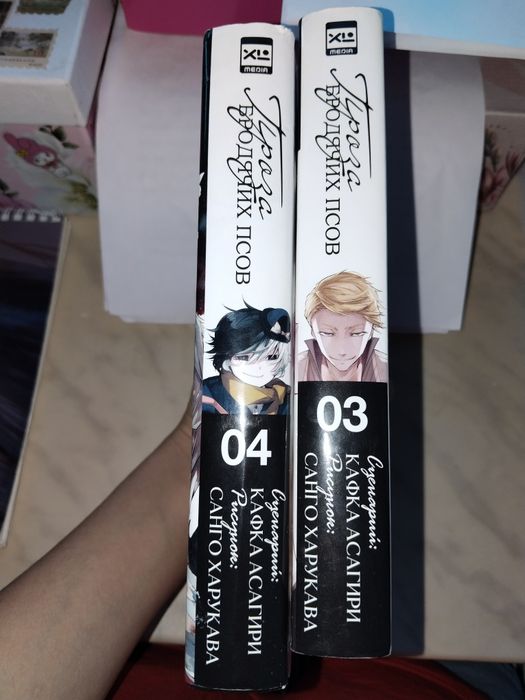 XL
MEDIA
Проза
БРОДЯЧИХ ПСОВ
04
Сценарий:
КАФКА АСАГИРИ
Рисунок:
САНГО ХАРУКАВА
XL
MEDIA
Проза
БРОДЯЧИХ ПСОВ
03
Сценарий:
КАФКА АСАГИРИ
Рисунок:
САНГО ХАРУКАВА